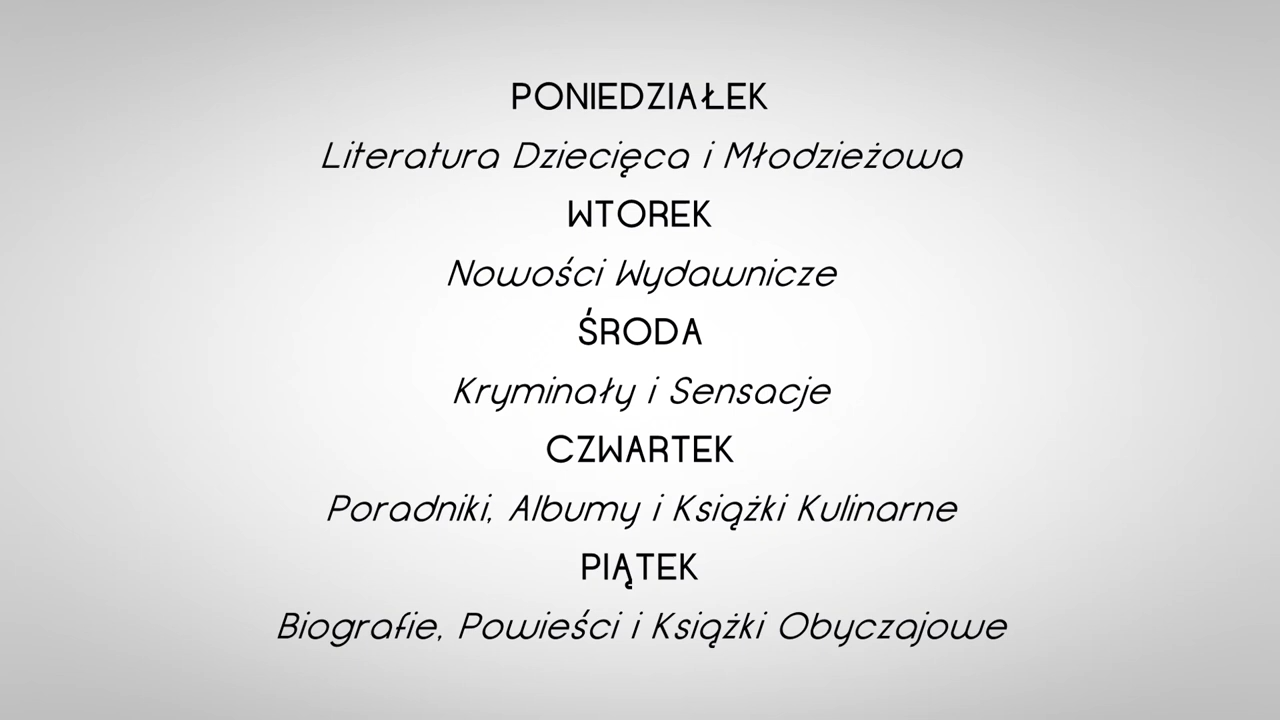 PONIEDZIAŁEK
Literatura Dziecięca i Młodzieżowa
WTOREK
Nowości Wydawnicze
ŚRODA
Kryminały i Sensacje
CZWARTEK
Poradniki, Albumy i Książki Kulinarne
PIĄTEK
Biografie, Powieści i Książki Obyczajowe